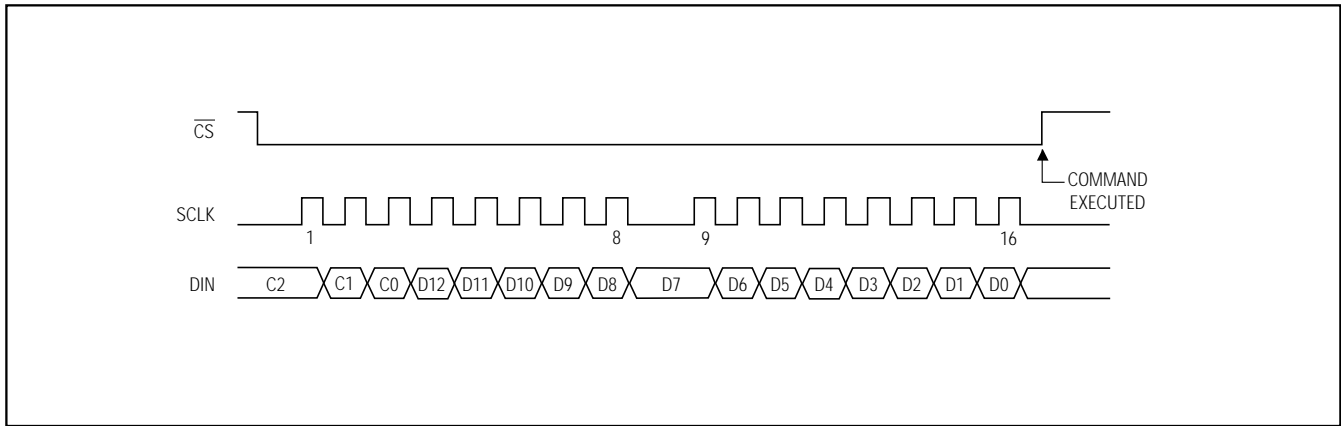 CS
COMMAND
EXECUTED
SCLK
1 8 9 16
DIN C2 C1 C0 D12 D11 D10 D9 D8 D7 D6 D5 D4 D3 D2 D1 D0